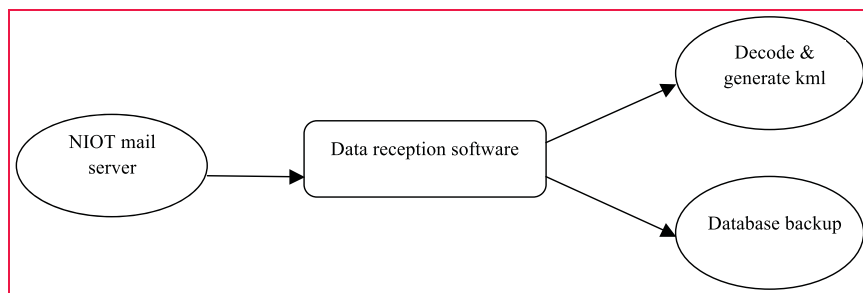 NIOT mail
server
Data reception software
Decode &
generate kml
Database backup